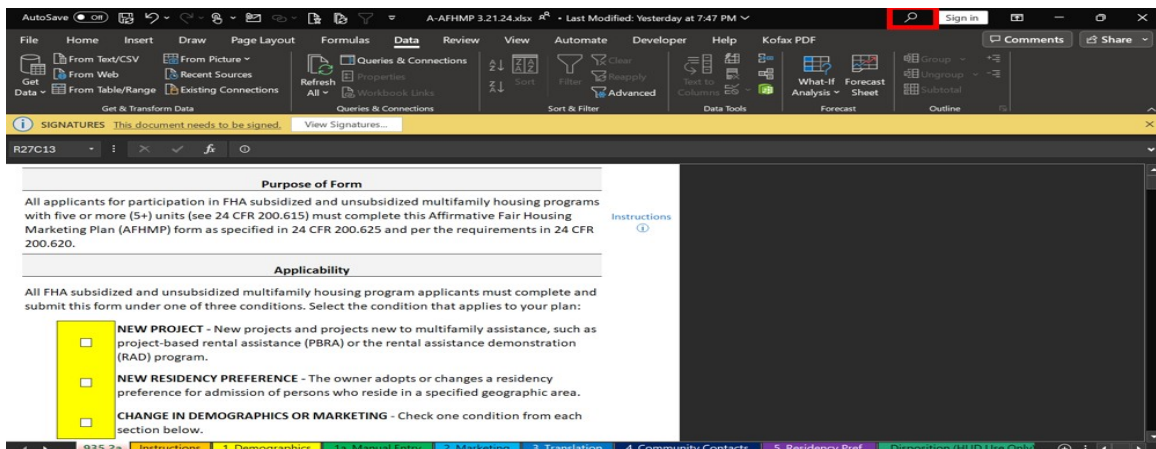 AutoSave Off A-AFHMP 3.21.24.xlsx • Last Modified: Yesterday at 7:47 PM Sign in
File Home Insert Draw Page Layout Formulas Data Review View Automate Developer Help Kofax PDF Comments Share
Get Data
From Text/CSV
From Web
From Table/Range
From Picture
Recent Sources
Existing Connections
Get & Transform Data
Refresh All
Queries & Connections
Properties
Workbook Links
Queries & Connections
Sort
Filter
Clear
Reapply
Advanced
Sort & Filter
Text to Columns
Data Tools
What-If Analysis
Forecast Sheet
Forecast
Group
Ungroup
Subtotal
Outline
SIGNATURES This document needs to be signed. View Signatures...
R27C13 fx
Purpose of Form
All applicants for participation in FHA subsidized and unsubsidized multifamily housing programs
with five or more (5+) units (see 24 CFR 200.615) must complete this Affirmative Fair Housing
Marketing Plan (AFHMP) form as specified in 24 CFR 200.625 and per the requirements in 24 CFR
200.620.
Instructions
Applicability
All FHA subsidized and unsubsidized multifamily housing program applicants must complete and
submit this form under one of three conditions. Select the condition that applies to your plan:
NEW PROJECT - New projects and projects new to multifamily assistance, such as
project-based rental assistance (PBRA) or the rental assistance demonstration
(RAD) program.
NEW RESIDENCY PREFERENCE - The owner adopts or changes a residency
preference for admission of persons who reside in a specified geographic area.
CHANGE IN DEMOGRAPHICS OR MARKETING - Check one condition from each
section below.
935.2a Instructions 1. Demographics 1a. Manual Entry 2. Marketing 3. Translation 4. Community Contacts 5. Residency Pref Disposition (HUD Use Only)